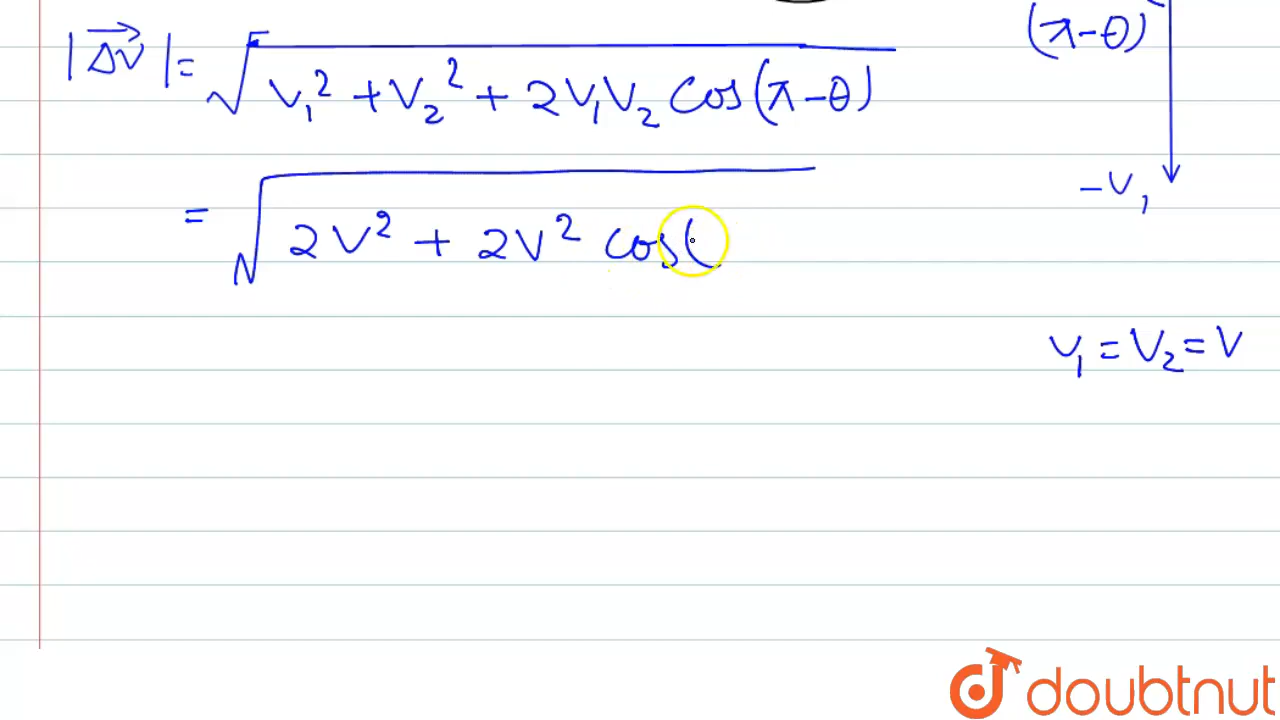 (π-θ)
|ΔV|= √V₁² + V₂² + 2V₁V₂ Cos(π-θ)
-V₁
= √2V² + 2V² cos(
V₁ = V₂ = V
doubtnut